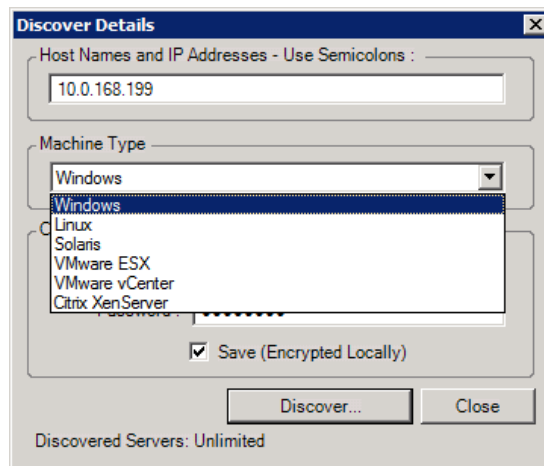 Discover Details
Host Names and IP Addresses - Use Semicolons :
10.0.168.199
Machine Type
Windows
Windows
Linux
Solaris
VMware ESX
VMware vCenter
Citrix XenServer
Save (Encrypted Locally)
Discover...
Close
Discovered Servers: Unlimited